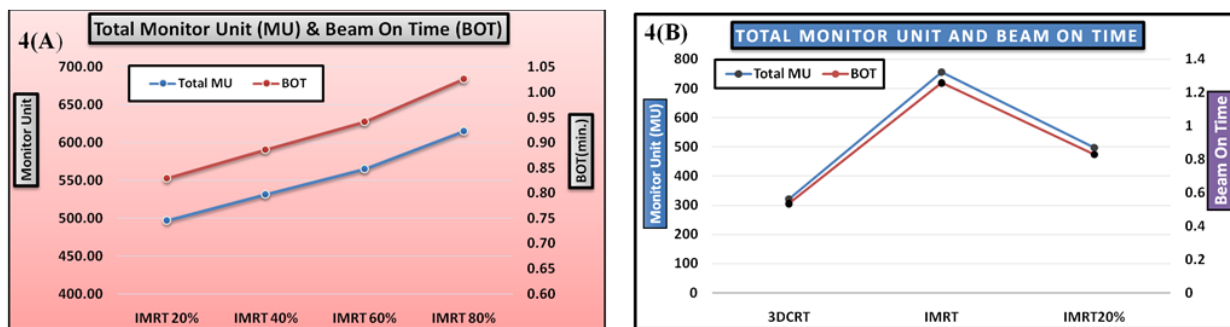 4(A)
Total Monitor Unit (MU) & Beam On Time (BOT)
Total MU
BOT
Monitor Unit
700.00
650.00
600.00
550.00
500.00
450.00
400.00
1.05
1.00
0.95
0.90
0.85
0.80
0.75
0.70
0.65
0.60
BOT(min.)
IMRT 20%
IMRT 40%
IMRT 60%
IMRT 80%
4(B)
TOTAL MONITOR UNIT AND BEAM ON TIME
Total MU
BOT
Monitor Unit (MU)
800
700
600
500
400
300
200
100
0
1.4
1.2
1
0.8
0.6
0.4
0.2
0
Beam On Time
3DCRT
IMRT
IMRT20%